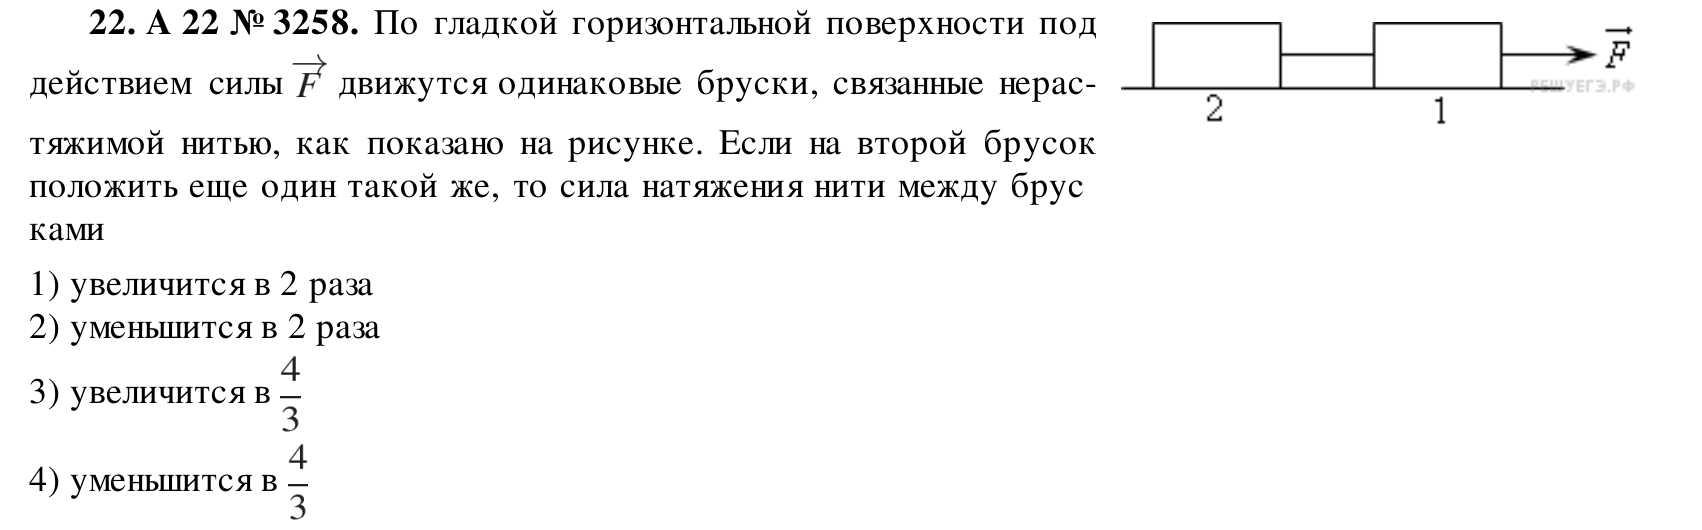 22. А 22 № 3258. По гладкой горизонтальной поверхности под
действием силы F движутся одинаковые бруски, связанные нерас-
тяжимой нитью, как показано на рисунке. Если на второй брусок
положить еще один такой же, то сила натяжения нити между брус
ками
1) увеличится в 2 раза
2) уменьшится в 2 раза
3) увеличится в 4/3
4) уменьшится в 4/3
F
РЕШУЕГЭ.РФ
2 1